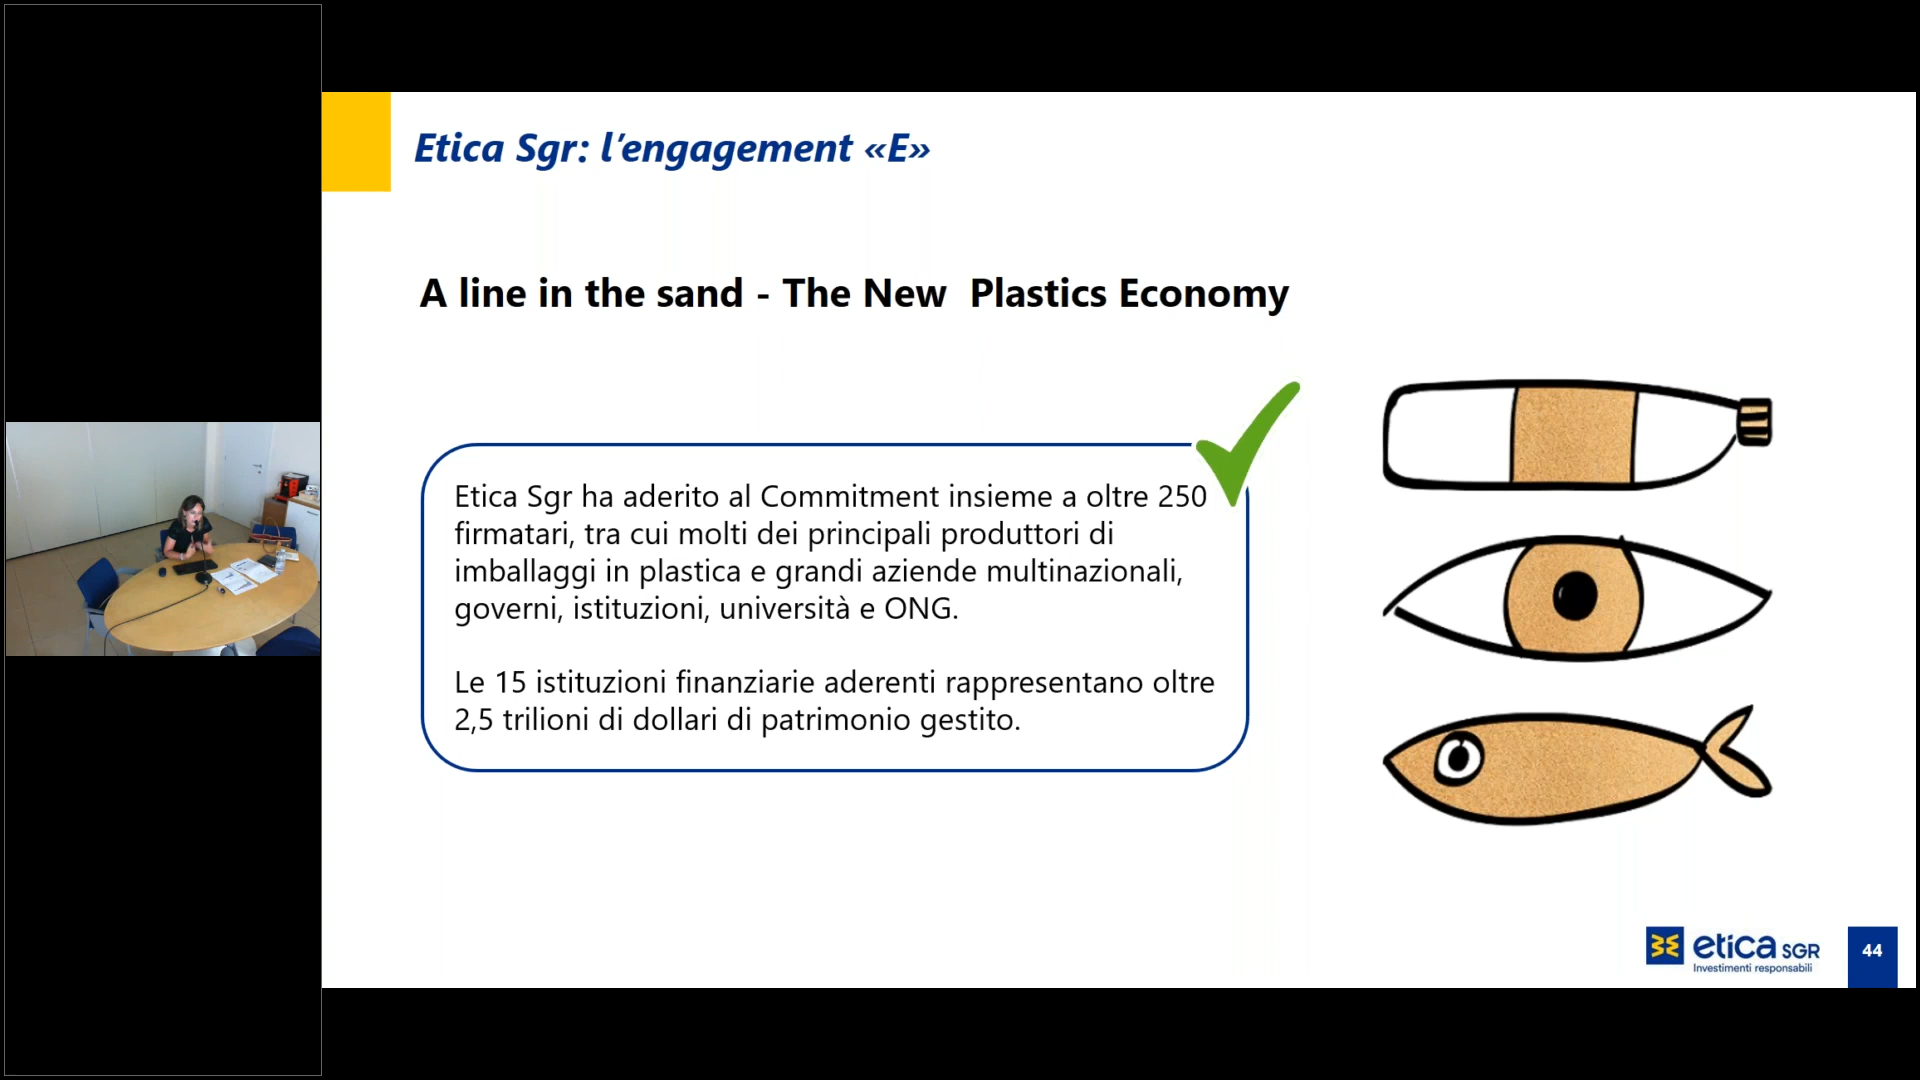 Etica Sgr: l’engagement «E»
A line in the sand - The New  Plastics Economy
Etica Sgr ha aderito al Commitment insieme a oltre 250
firmatari, tra cui molti dei principali produttori di
imballaggi in plastica e grandi aziende multinazionali,
governi, istituzioni, università e ONG.
Le 15 istituzioni finanziarie aderenti rappresentano oltre
2,5 trilioni di dollari di patrimonio gestito.
etica SGR
Investimenti responsabili
44